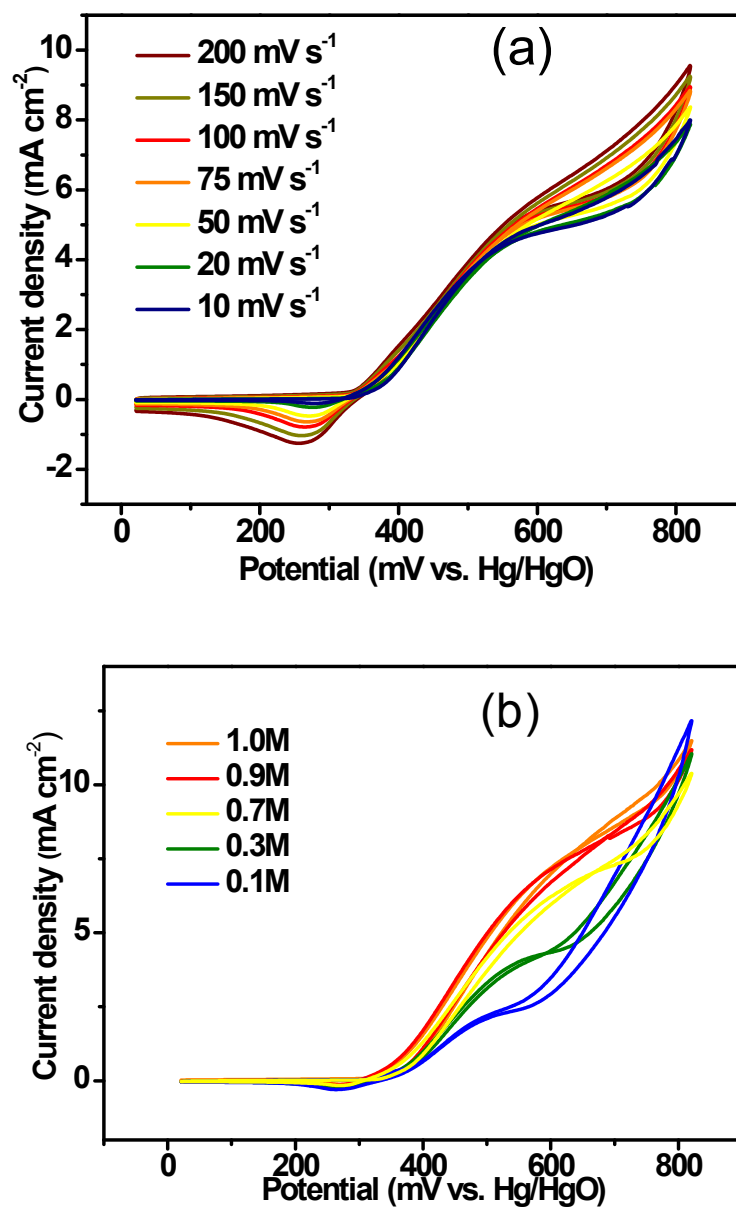 (a)
10
8
6
4
2
0
-2
Current density (mA cm-2)
200 mV s-1
150 mV s-1
100 mV s-1
75 mV s-1
50 mV s-1
20 mV s-1
10 mV s-1
0 200 400 600 800
Potential (mV vs. Hg/HgO)
(b)
10
5
0
Current density (mA cm-2)
1.0M
0.9M
0.7M
0.3M
0.1M
0 200 400 600 800
Potential (mV vs. Hg/HgO)